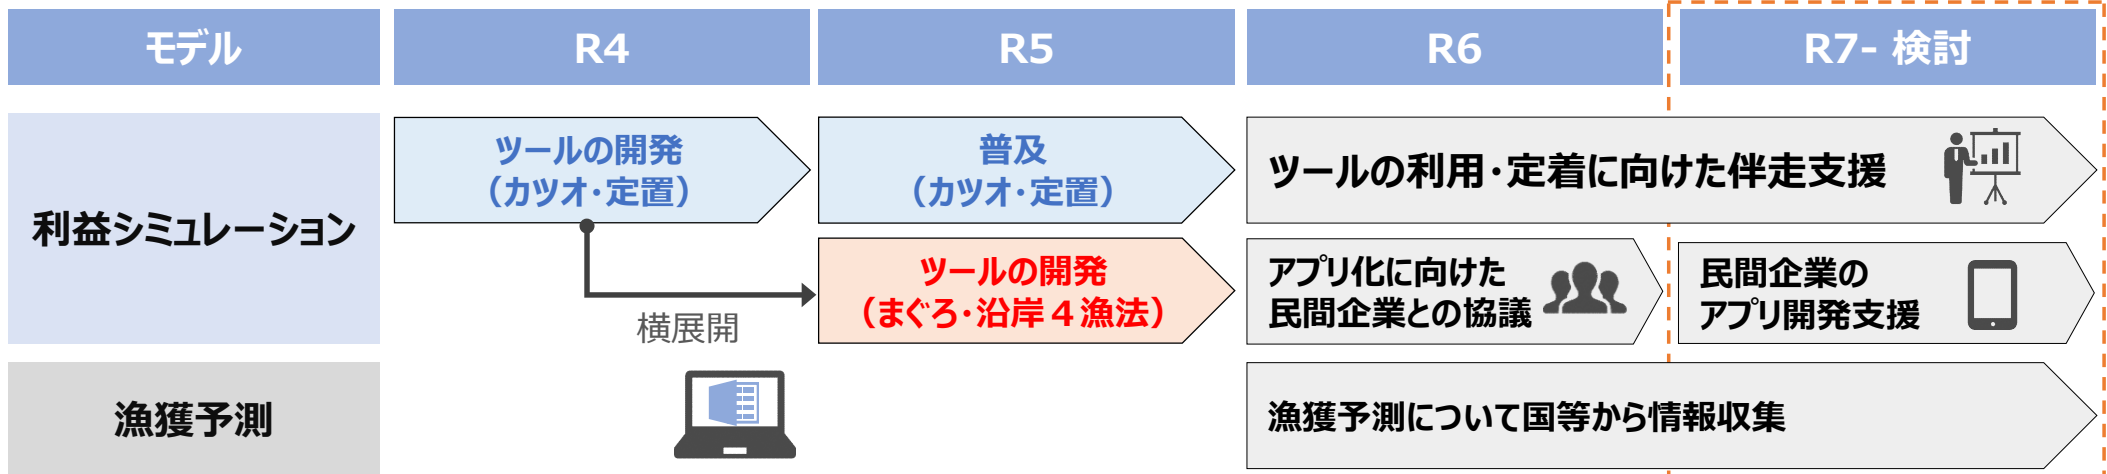 モデル
R4
R5
R6
R7- 検討
利益シミュレーション
ツールの開発
（カツオ・定置）
普及
（カツオ・定置）
ツールの利用・定着に向けた伴走支援
横展開
ツールの開発
（まぐろ・沿岸４漁法）
アプリ化に向けた
民間企業との協議
民間企業の
アプリ開発支援
漁獲予測
漁獲予測について国等から情報収集